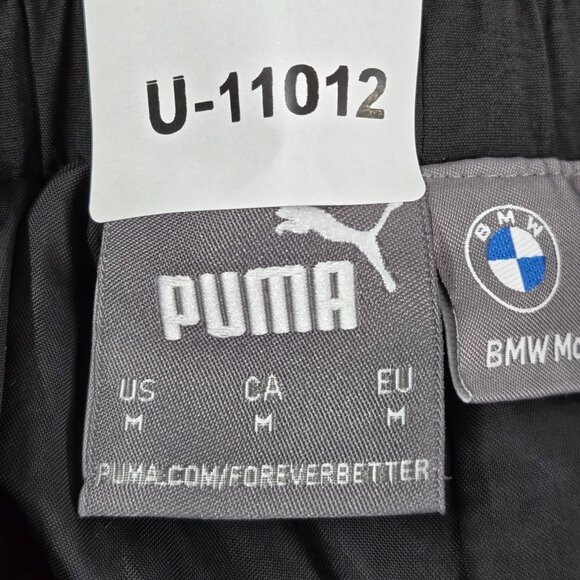 U-11012
PUMA
US CA EU
M M M
PUMA.COM/FOREVERBETTER
BMW
BMW Mo